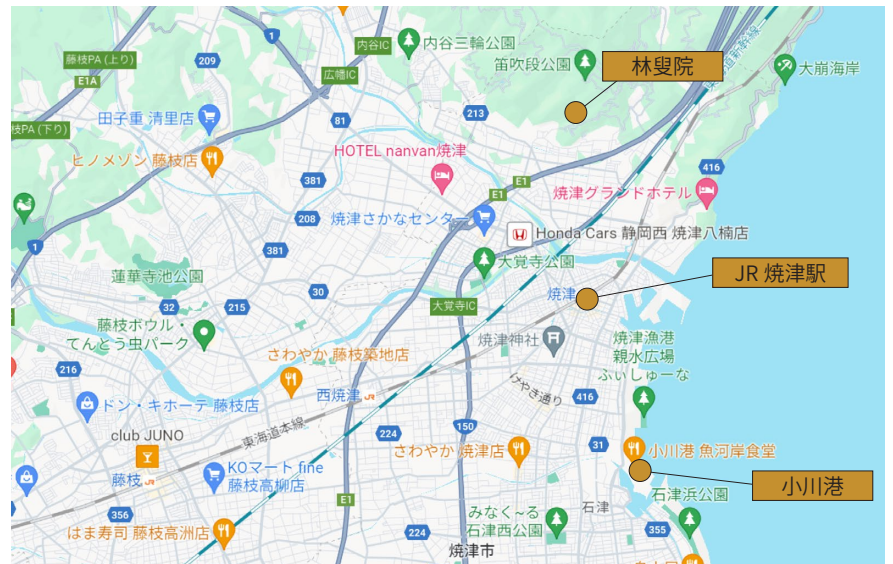 内谷IC
内谷三輪公園
藤枝PA (上り)
E1A
1
209
広幡IC
笛吹段公園
林叟院
東海道新幹線
大崩海岸
田子重 清里店
81
213
枝PA (下り)
ヒノメゾン 藤枝店
HOTEL nanvan焼津
416
381
E1
E1
焼津グランドホテル
208
焼津さかなセンター
Honda Cars 静岡西 焼津八楠店
1
381
大覚寺公園
蓮華寺池公園
30
JR 焼津駅
焼津
32
215
大覚寺IC
藤枝ボウル・
てんとう虫パーク
焼津神社
焼津漁港
親水広場
ふぃしゅーな
さわやか 藤枝築地店
216
西焼津
けやき通り
416
ドン・キホーテ 藤枝店
東海道本線
150
club JUNO
224
31
さわやか 焼津店
小川港 魚河岸食堂
KOマート fine
藤枝高柳店
藤枝
小川港
E1
石津浜公園
356
みなく~る
石津西公園
石津
はま寿司 藤枝高洲店
224
355
焼津市